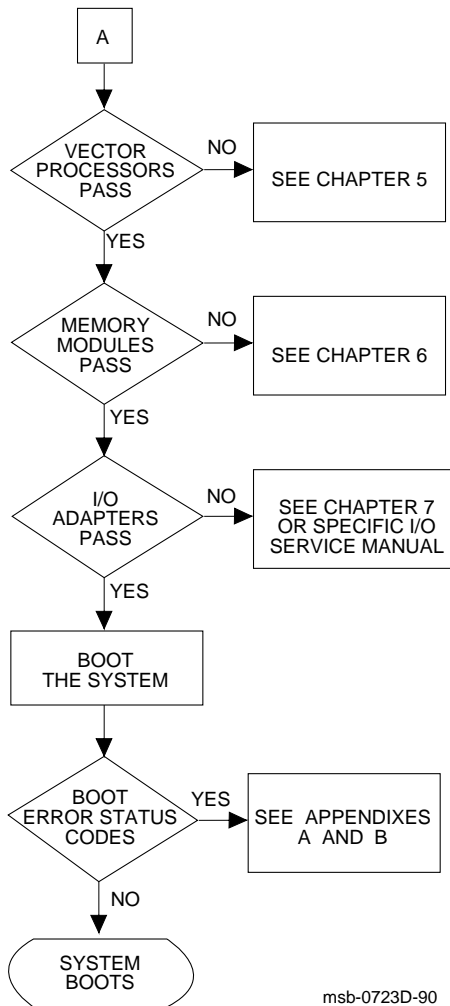 A
VECTOR
PROCESSORS
PASS
NO
SEE CHAPTER 5
YES
MEMORY
MODULES
PASS
NO
SEE CHAPTER 6
YES
I/O
ADAPTERS
PASS
NO
SEE CHAPTER 7
OR SPECIFIC I/O
SERVICE MANUAL
YES
BOOT
THE SYSTEM
BOOT
ERROR STATUS
CODES
YES
SEE APPENDIXES
A AND B
NO
SYSTEM
BOOTS
msb-0723D-90